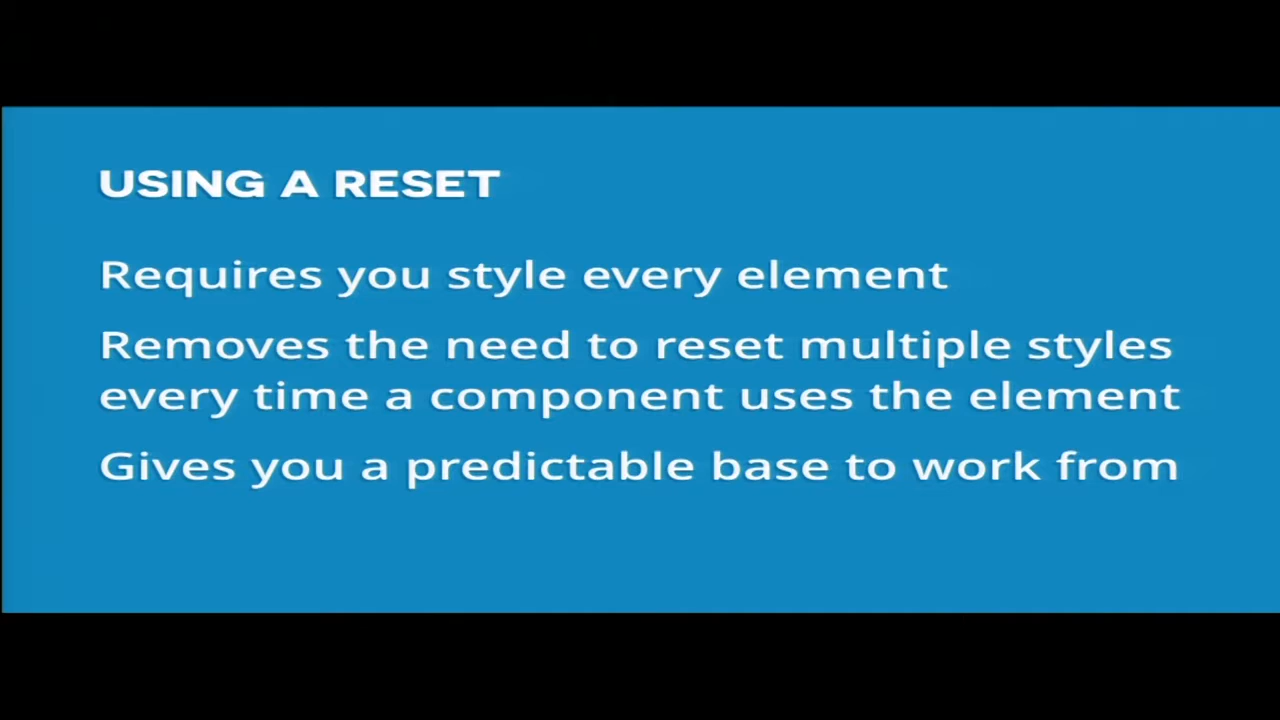 USING A RESET
Requires you style every element
Removes the need to reset multiple styles
every time a component uses the element
Gives you a predictable base to work from